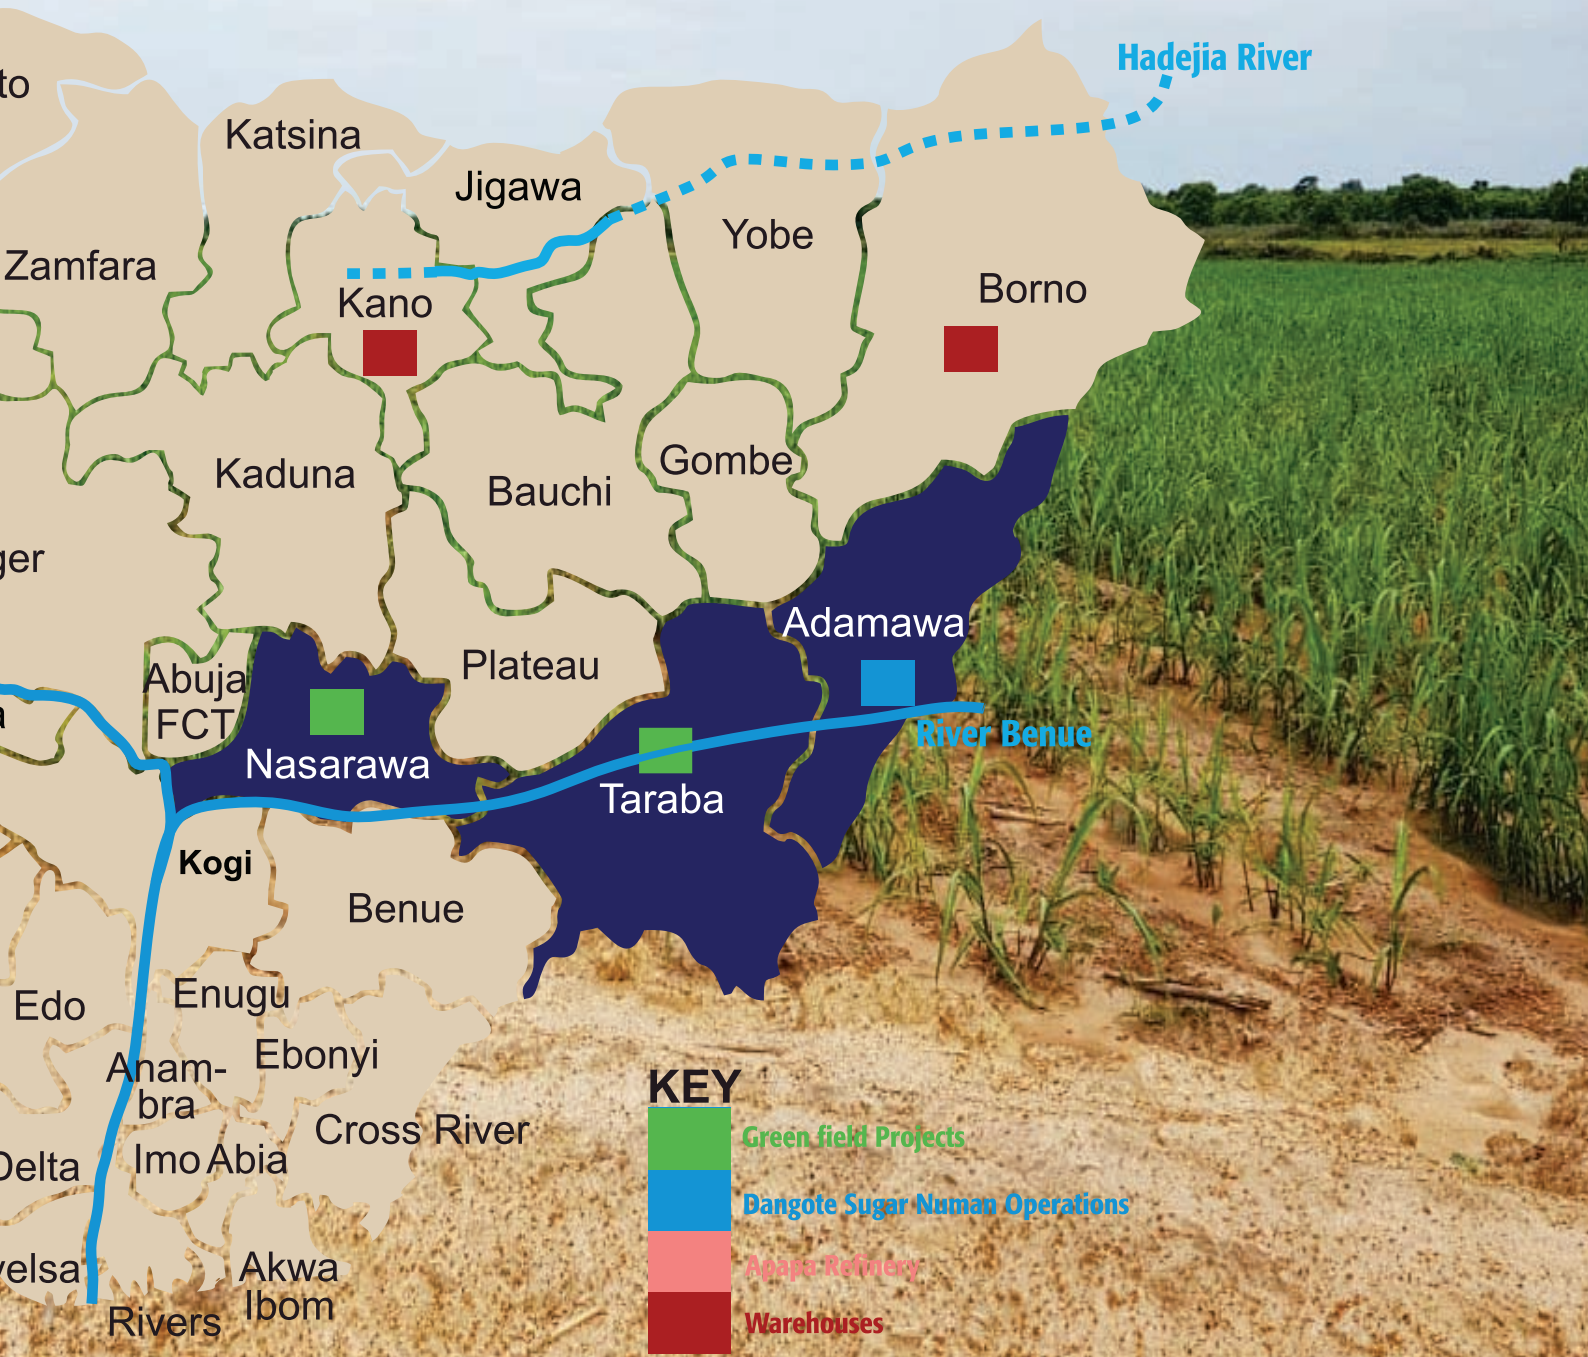 Hadejia River
to
Katsina
Jigawa
Yobe
Zamfara
Kano
Borno
Kaduna
Bauchi
Gombe
ger
Adamawa
Abuja
FCT
Plateau
a
Nasarawa
Taraba
River Benue
Kogi
Benue
Edo
Enugu
Anam-
bra
Ebonyi
Cross River
Delta
Imo
Abia
yelsa
Akwa
Ibom
Rivers
KEY
Green field Projects
Dangote Sugar Numan Operations
Apapa Refinery
Warehouses